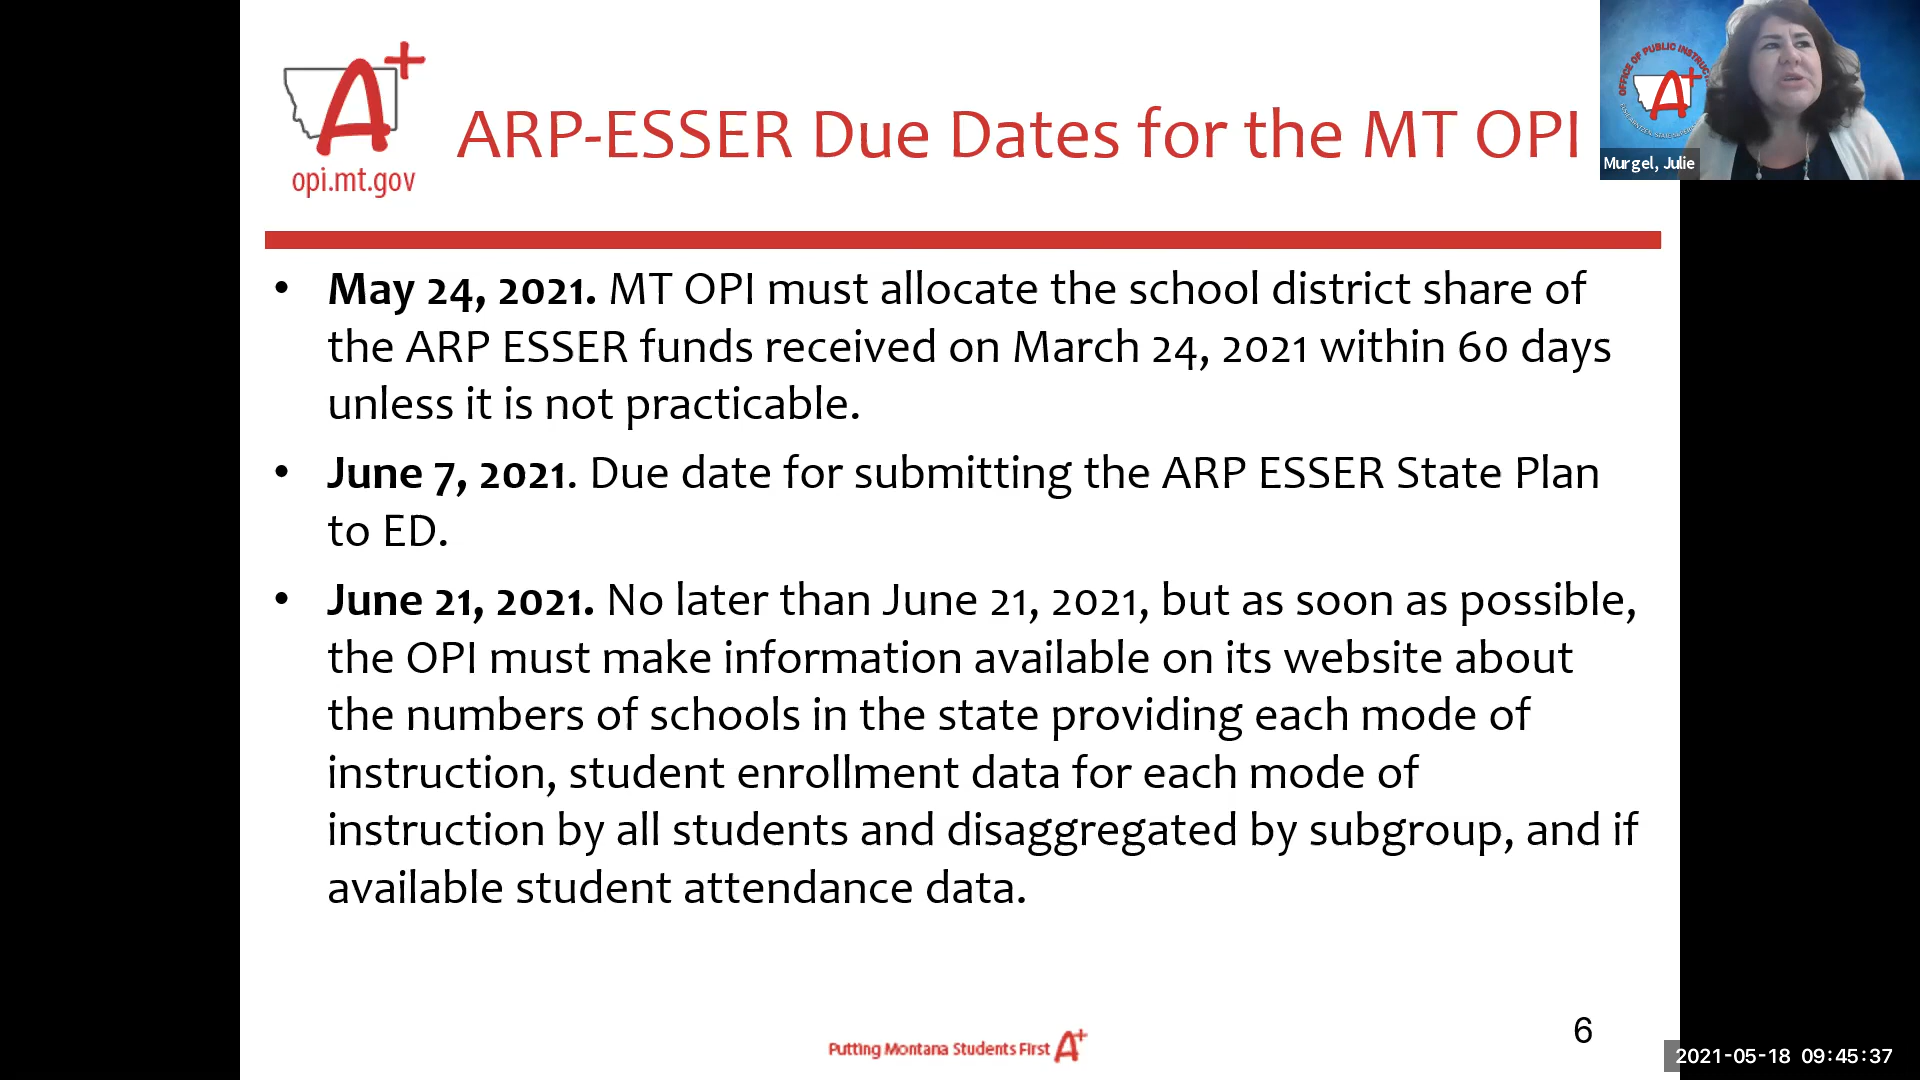 opi.mt.gov
ARP-ESSER Due Dates for the MT OPI
OFFICE OF PUBLIC INSTRUC
Murgel, Julie
• May 24, 2021. MT OPI must allocate the school district share of
the ARP ESSER funds received on March 24, 2021 within 60 days
unless it is not practicable.
• June 7, 2021. Due date for submitting the ARP ESSER State Plan
to ED.
• June 21, 2021. No later than June 21, 2021, but as soon as possible,
the OPI must make information available on its website about
the numbers of schools in the state providing each mode of
instruction, student enrollment data for each mode of
instruction by all students and disaggregated by subgroup, and if
available student attendance data.
Putting Montana Students First A+
6
2021-05-18 09:45:37